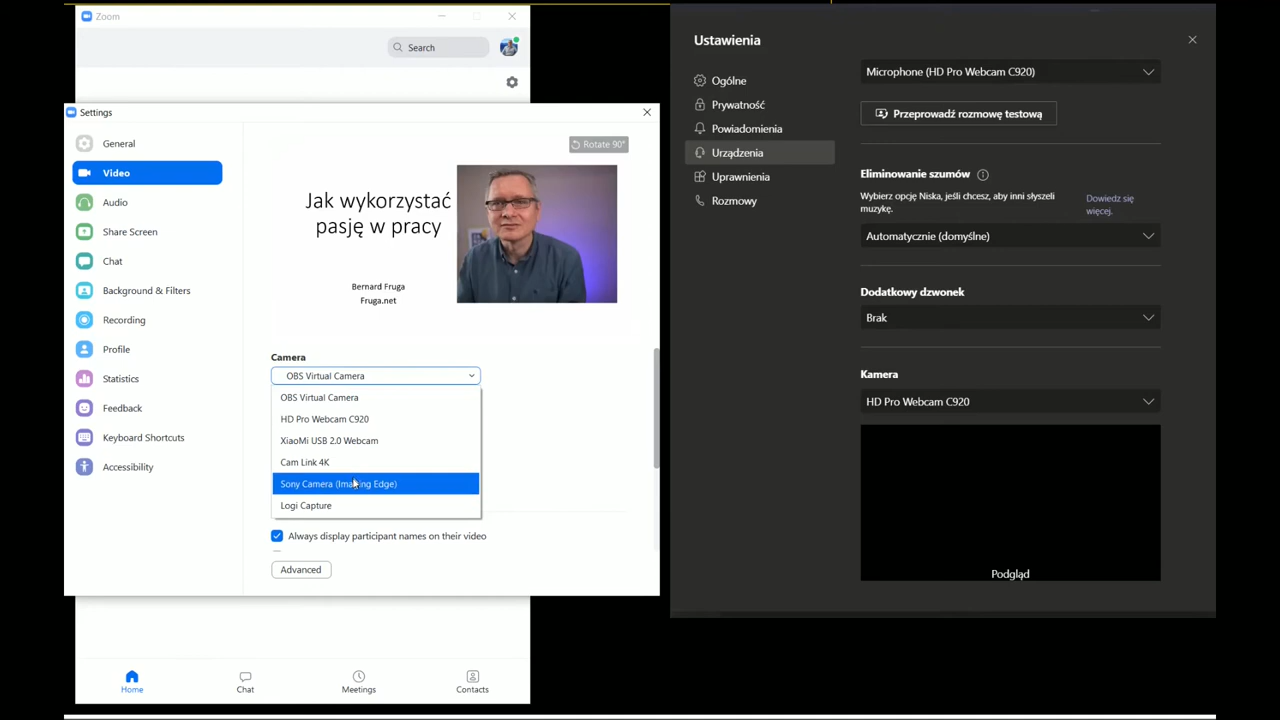 Zoom
Search
Settings
General
Video
Audio
Share Screen
Chat
Background & Filters
Recording
Profile
Statistics
Feedback
Keyboard Shortcuts
Accessibility
Rotate 90°
Jak wykorzystać
pasję w pracy
Bernard Fruga
Fruga.net
Camera
OBS Virtual Camera
OBS Virtual Camera
HD Pro Webcam C920
XiaoMi USB 2.0 Webcam
Cam Link 4K
Sony Camera (Imaging Edge)
Logi Capture
Always display participant names on their video
Advanced
Home
Chat
Meetings
Contacts
Ustawienia
Ogólne
Prywatność
Powiadomienia
Urządzenia
Uprawnienia
Rozmowy
Microphone (HD Pro Webcam C920)
Przeprowadź rozmowę testową
Eliminowanie szumów
Wybierz opcję Niska, jeśli chcesz, aby inni słyszeli
muzykę.
Dowiedz się
więcej.
Automatycznie (domyślne)
Dodatkowy dzwonek
Brak
Kamera
HD Pro Webcam C920
Podgląd